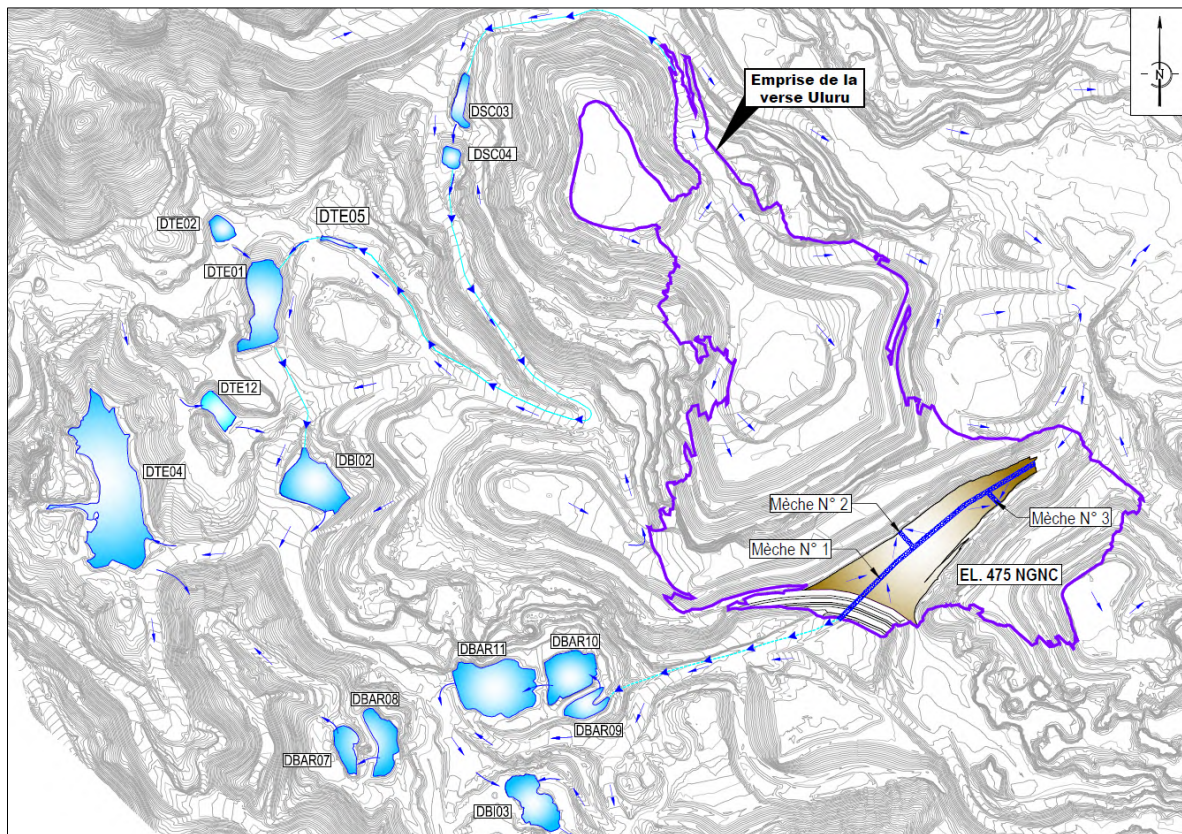 N
Emprise de la
verse Uluru
DSC03
DSC04
DTE02
DTE05
DTE01
DTE12
DTE04
DBI02
Mèche N° 2
Mèche N° 3
Mèche N° 1
EL. 475 NGNC
DBAR11
DBAR10
DBAR09
DBAR08
DBAR07
DBI03